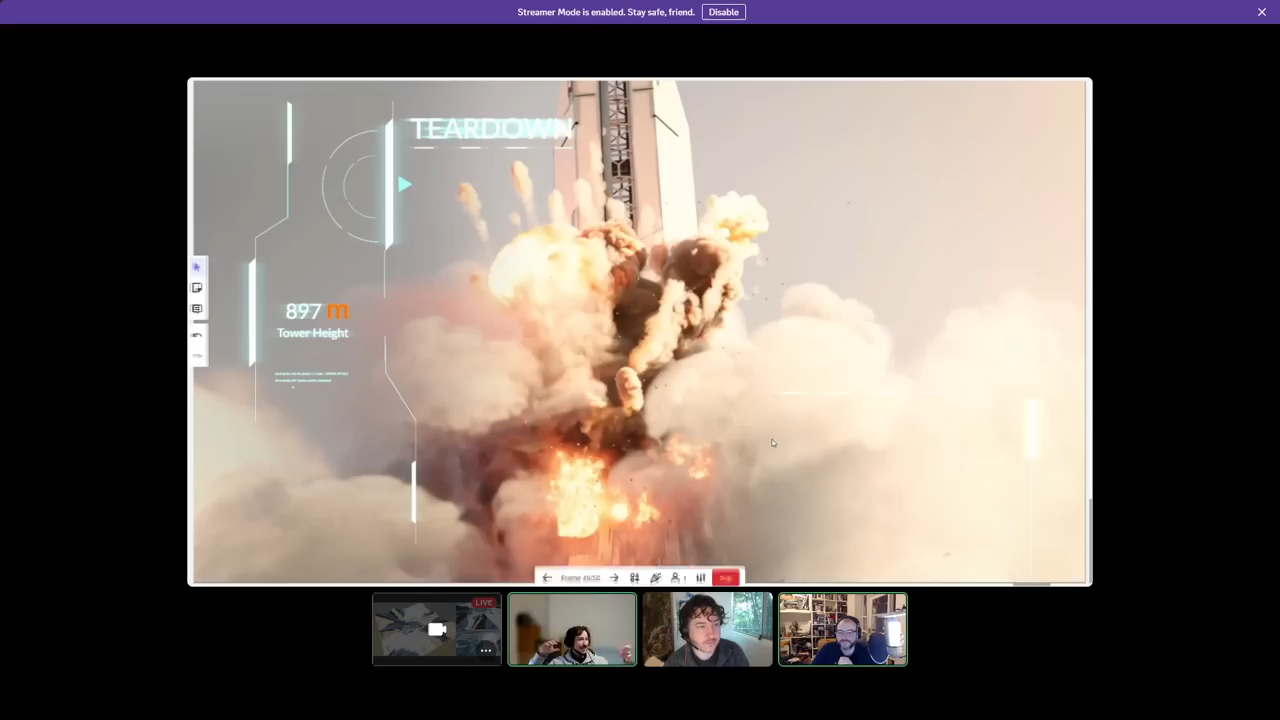 Streamer Mode is enabled. Stay safe, friend.
Disable
TEARDOWN
897 m
Tower Height
LIVE